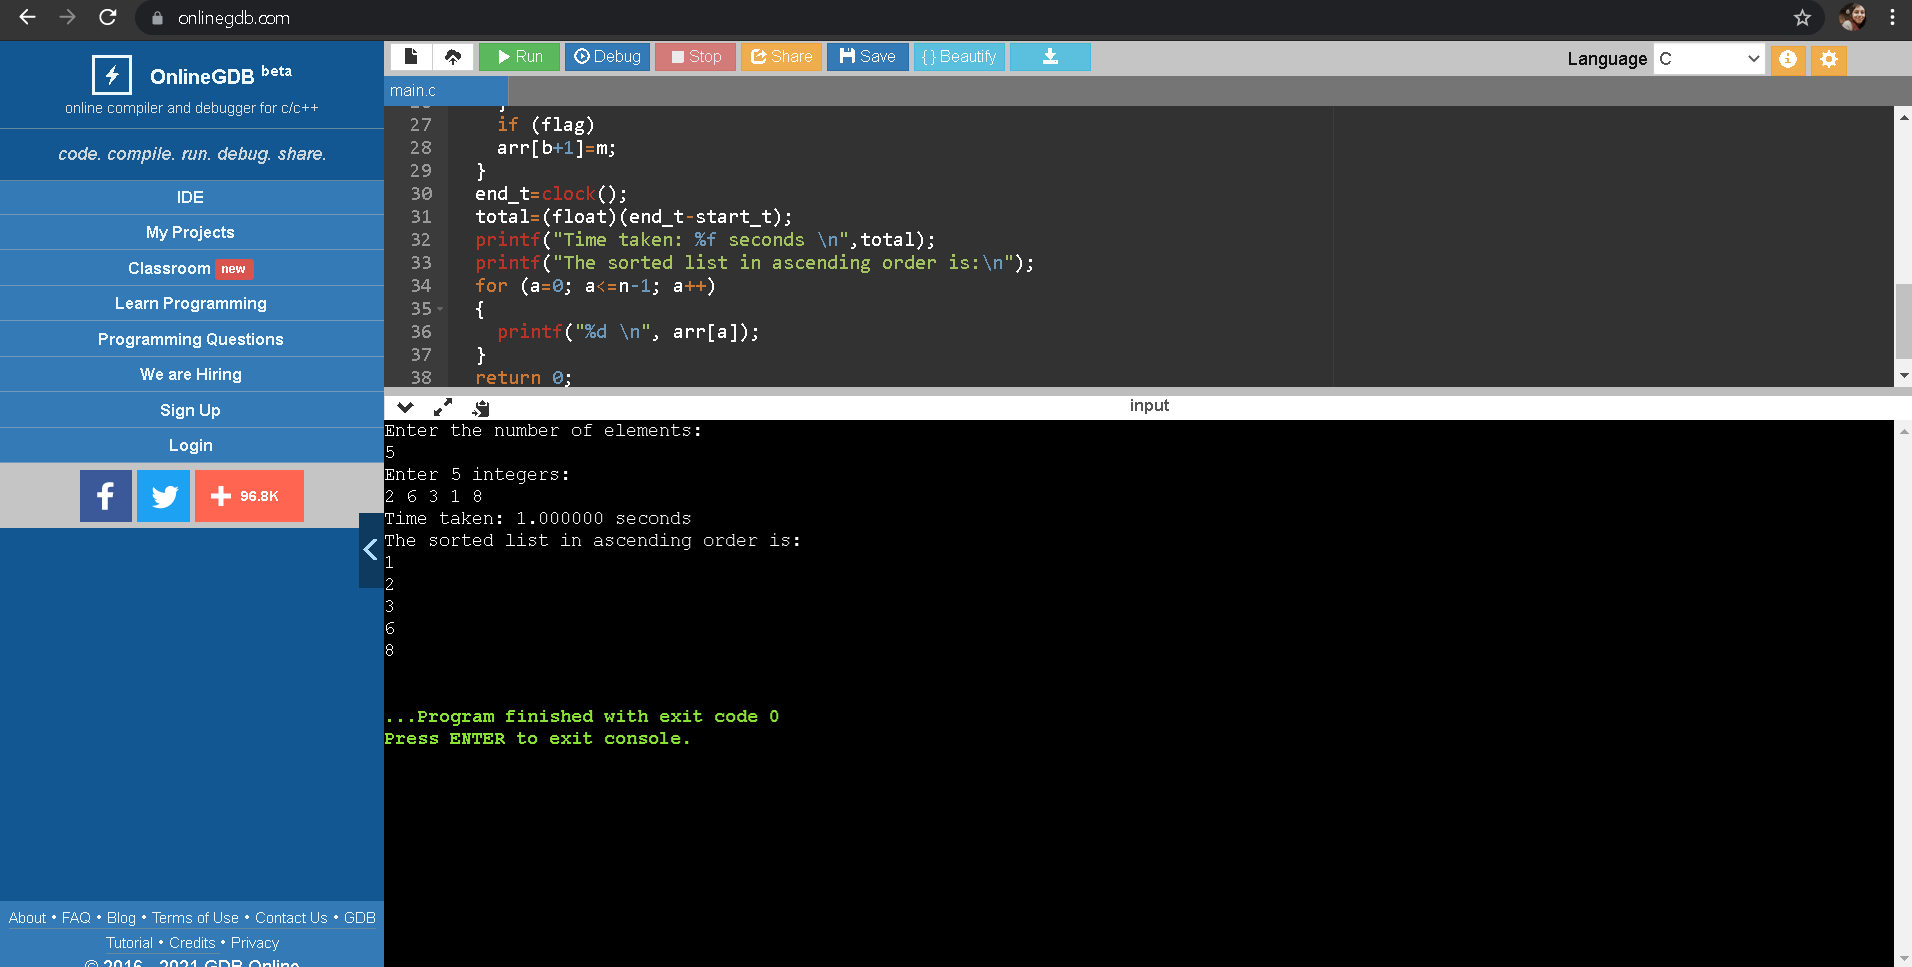 onlinegdb.com
OnlineGDB beta
online compiler and debugger for c/c++
code. compile. run. debug. share.
IDE
My Projects
Classroom new
Learn Programming
Programming Questions
We are Hiring
Sign Up
Login
96.8K
About • FAQ • Blog • Terms of Use • Contact Us • GDB
Tutorial • Credits • Privacy
© 2016 - 2021 GDB Online
Run Debug Stop Share Save {} Beautify
Language C
main.c
27 if (flag)
28 arr[b+1]=m;
29 }
30 end_t=clock();
31 total=(float)(end_t-start_t);
32 printf("Time taken: %f seconds \n",total);
33 printf("The sorted list in ascending order is:\n");
34 for (a=0; a<=n-1; a++)
35 {
36 printf("%d \n", arr[a]);
37 }
38 return 0;
input
Enter the number of elements:
5
Enter 5 integers:
2 6 3 1 8
Time taken: 1.000000 seconds
The sorted list in ascending order is:
1
2
3
6
8
...Program finished with exit code 0
Press ENTER to exit console.